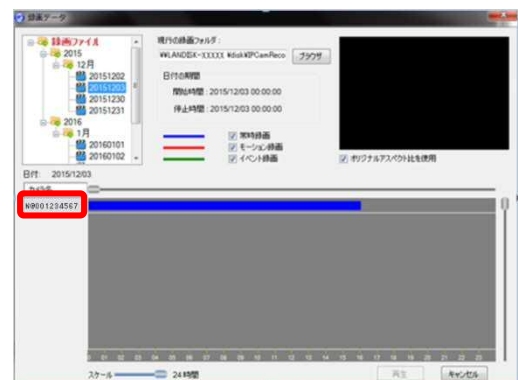 録画データ
録画ファイル
2015
12月
20151202
20151203
20151230
20151231
2016
1月
20160101
20160102
現行の録画フォルダ：
¥¥LANDISK-XXXXX ¥disk¥IPCamReco
ブラウザ
日付の期間
開始時間：2015/12/03 00:00:00
停止時間：2015/12/03 00:00:00
常時録画
モーション録画
イベント録画
オリジナルアスペクト比を使用
日付: 2015/12/03
カメラ名
N0001234567
0 01 02 03 04 05 06 07 08 09 10 11 12 13 14 15 16 17 18 19 20 21 22 23
スケール
24 時間
再生
キャンセル